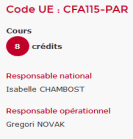 Code UE : CFA115-PAR
Cours
8 crédits
Responsable national
Isabelle CHAMBOST
Responsable opérationnel
Gregori NOVAK